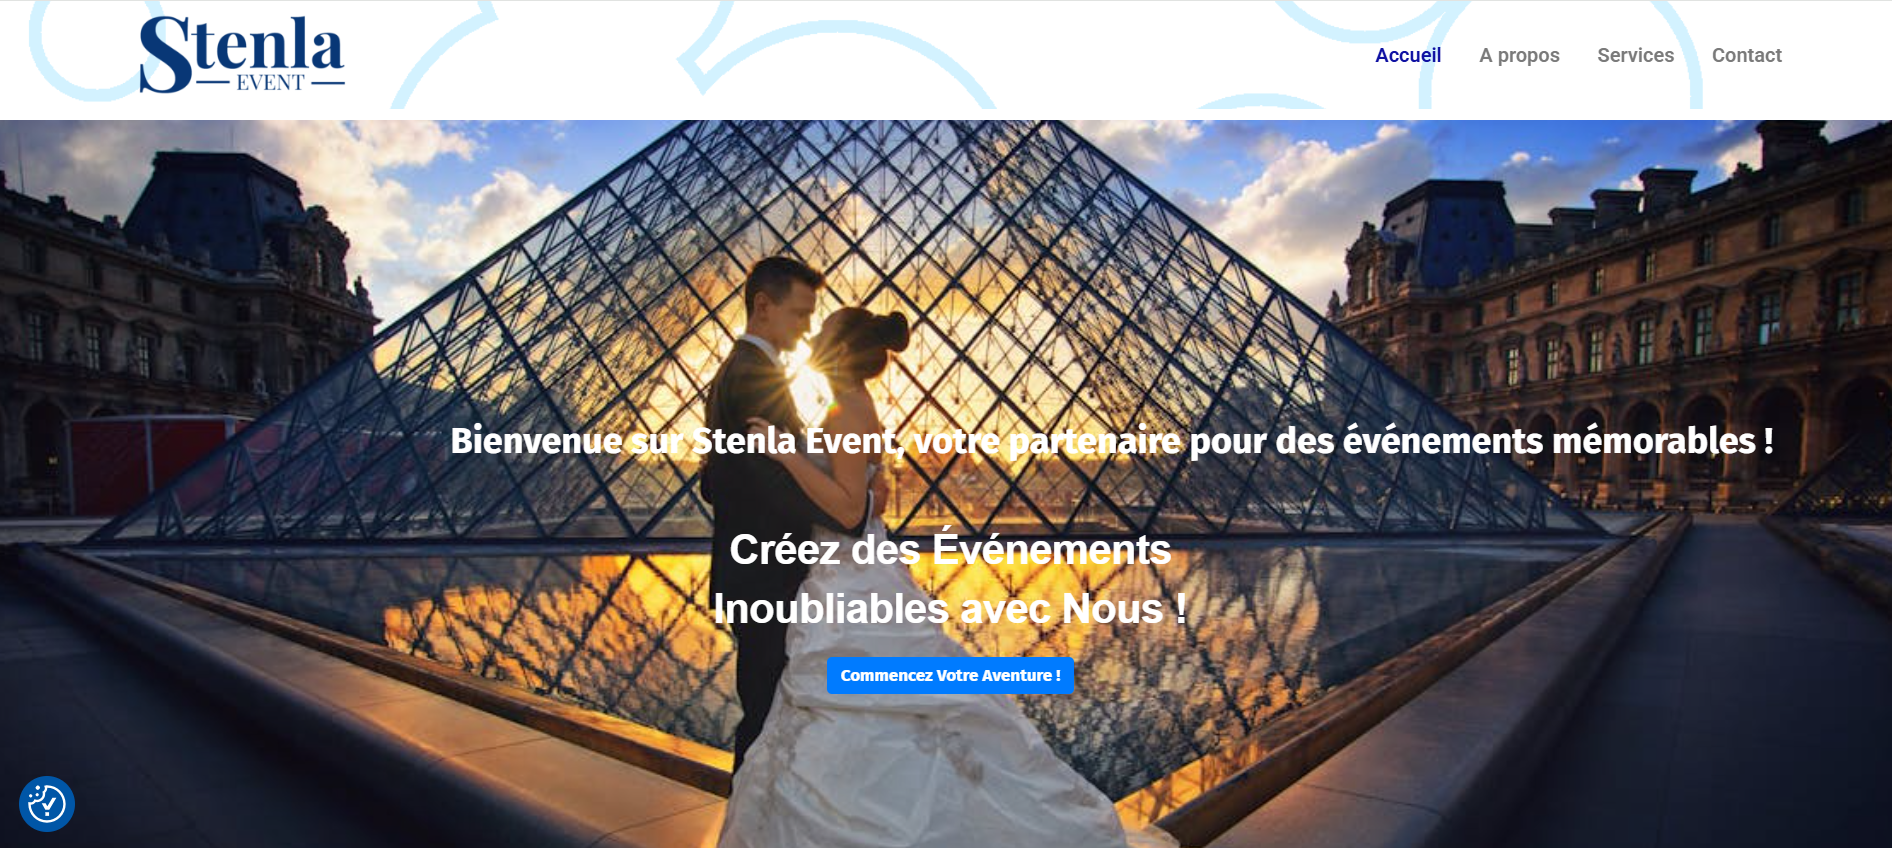 Stenla
EVENT
Accueil
A propos
Services
Contact
Bienvenue sur Stenla Event, votre partenaire pour des événements mémorables !
Créez des Événements
Inoubliables avec Nous !
Commencez Votre Aventure !